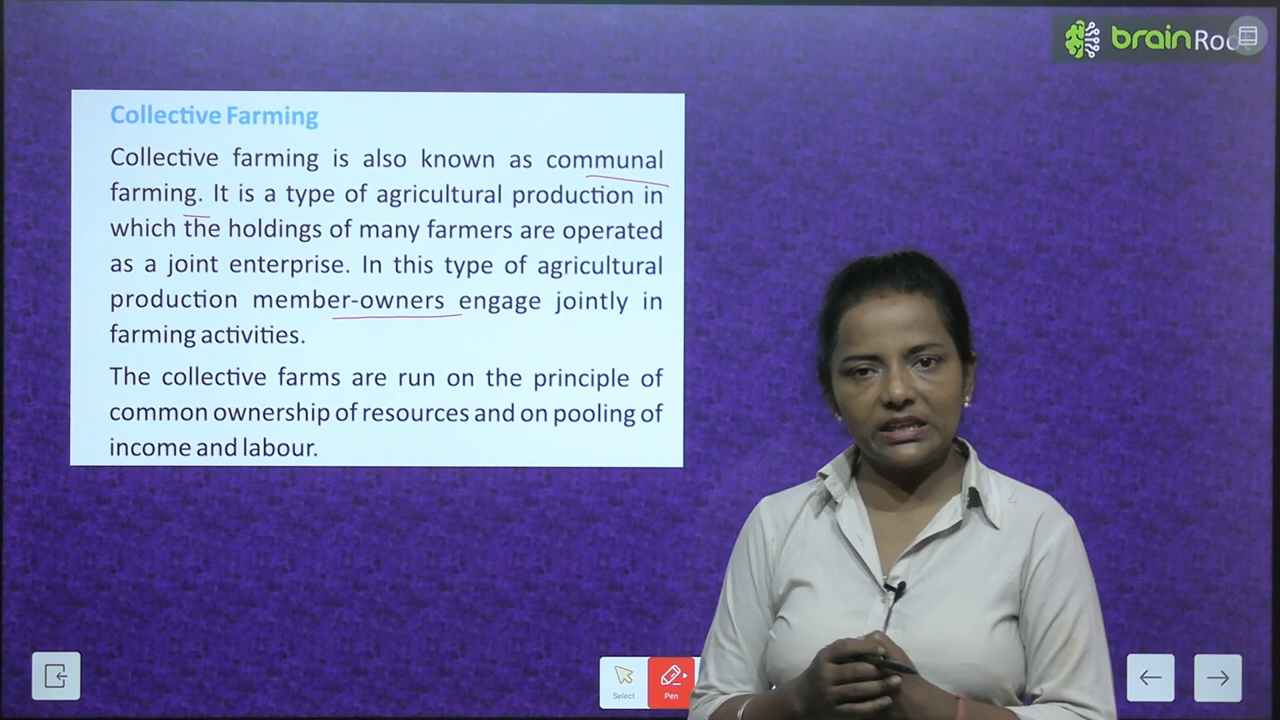 brainRoo
Collective Farming
Collective farming is also known as communal
farming. It is a type of agricultural production in
which the holdings of many farmers are operated
as a joint enterprise. In this type of agricultural
production member-owners engage jointly in
farming activities.
The collective farms are run on the principle of
common ownership of resources and on pooling of
income and labour.
Select
Pen